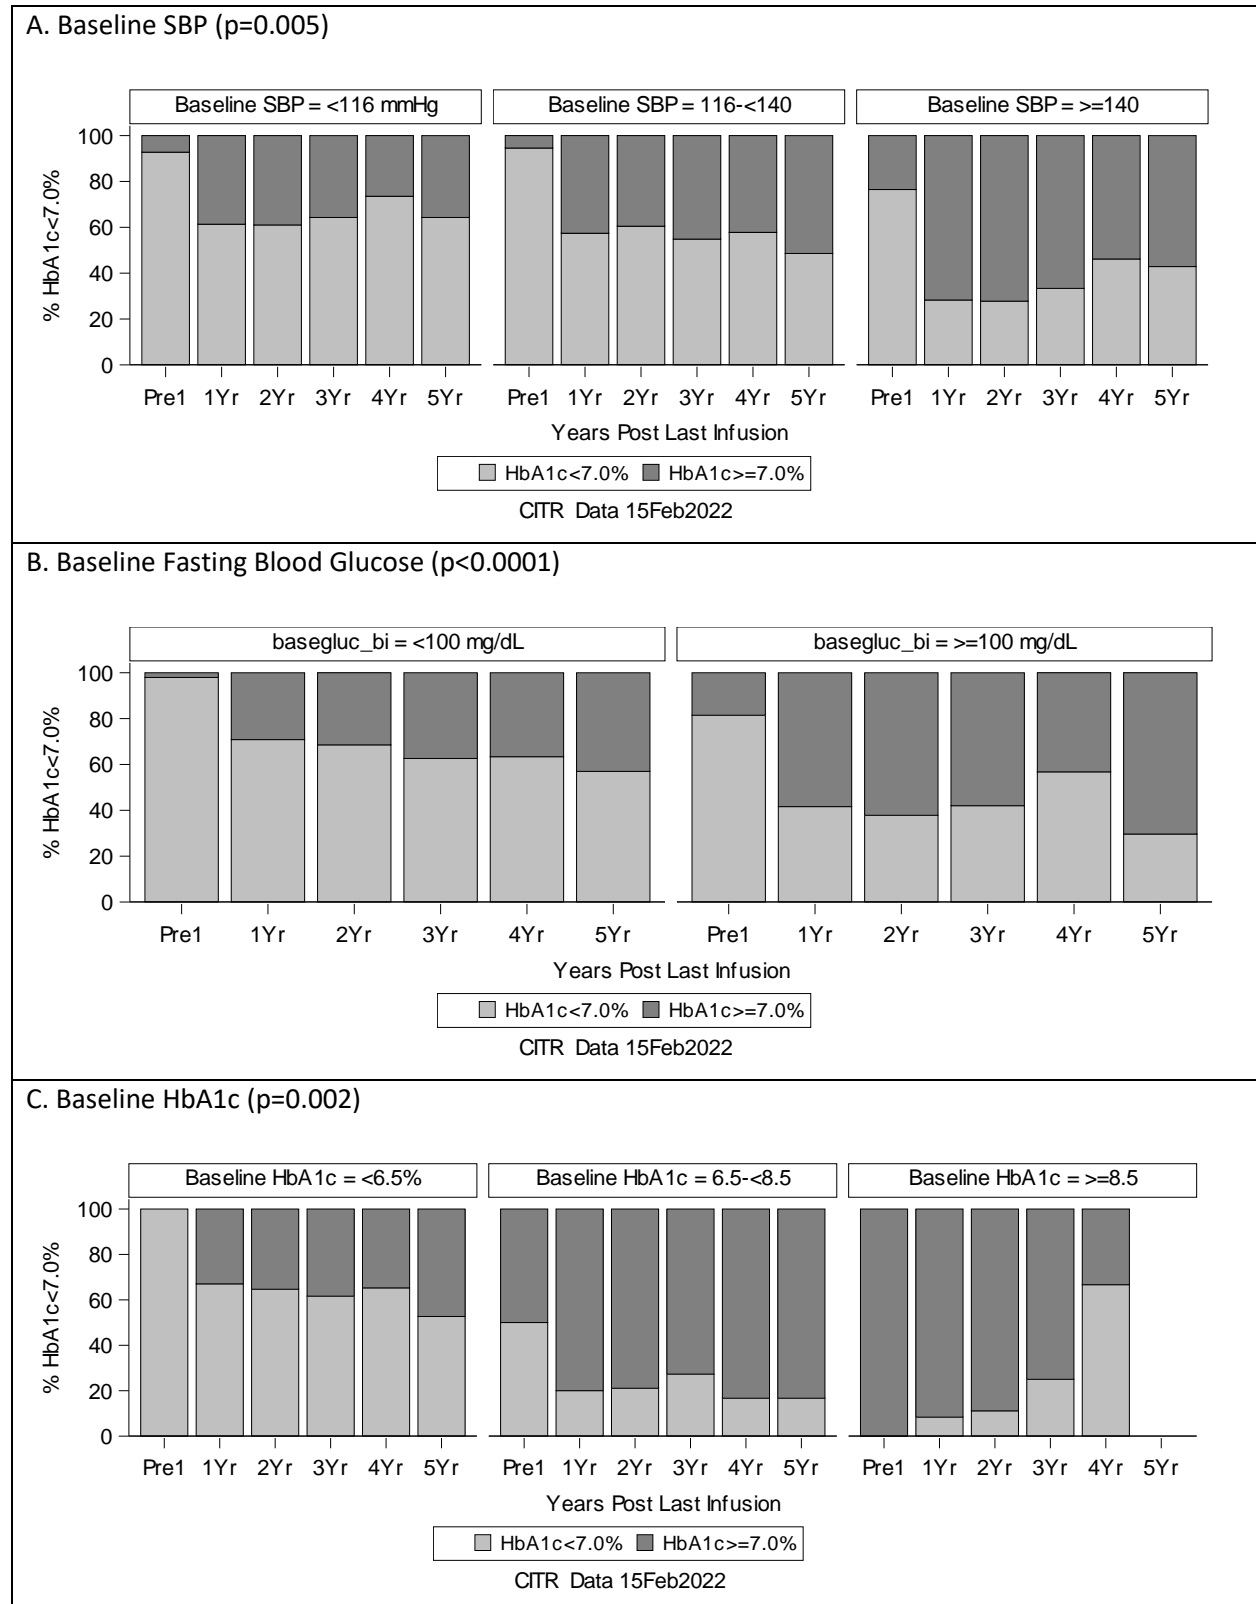 A. Baseline SBP (p=0.005)
Baseline SBP = <116 mmHg
Baseline SBP = 116-<140
Baseline SBP = >=140
% HbA1c<7.0%
100
80
60
40
20
0
Pre1 1Yr 2Yr 3Yr 4Yr 5Yr
Pre1 1Yr 2Yr 3Yr 4Yr 5Yr
Pre1 1Yr 2Yr 3Yr 4Yr 5Yr
Years Post Last Infusion
HbA1c<7.0% HbA1c>=7.0%
CITR Data 15Feb2022
B. Baseline Fasting Blood Glucose (p<0.0001)
basegluc_bi = <100 mg/dL
basegluc_bi = >=100 mg/dL
% HbA1c<7.0%
100
80
60
40
20
0
Pre1 1Yr 2Yr 3Yr 4Yr 5Yr
Pre1 1Yr 2Yr 3Yr 4Yr 5Yr
Years Post Last Infusion
HbA1c<7.0% HbA1c>=7.0%
CITR Data 15Feb2022
C. Baseline HbA1c (p=0.002)
Baseline HbA1c = <6.5%
Baseline HbA1c = 6.5-<8.5
Baseline HbA1c = >=8.5
% HbA1c<7.0%
100
80
60
40
20
0
Pre1 1Yr 2Yr 3Yr 4Yr 5Yr
Pre1 1Yr 2Yr 3Yr 4Yr 5Yr
Pre1 1Yr 2Yr 3Yr 4Yr 5Yr
Years Post Last Infusion
HbA1c<7.0% HbA1c>=7.0%
CITR Data 15Feb2022